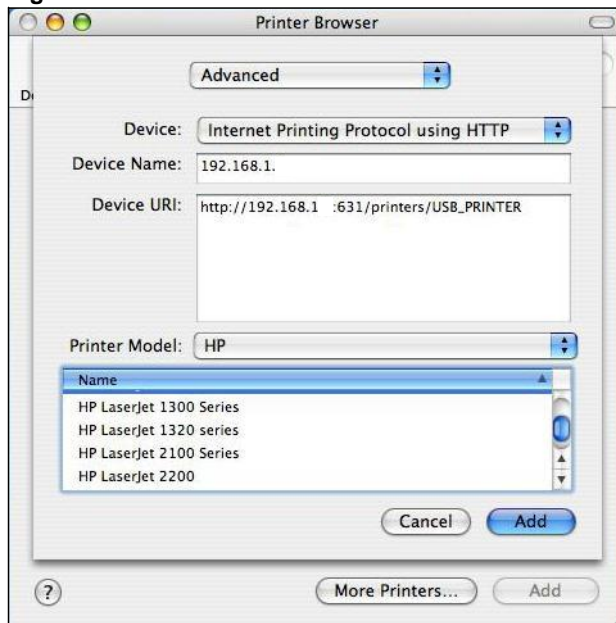 Printer Browser
Advanced
Device: Internet Printing Protocol using HTTP
Device Name: 192.168.1.
Device URI: http://192.168.1 :631/printers/USB_PRINTER
Printer Model: HP
Name
HP LaserJet 1300 Series
HP LaserJet 1320 series
HP LaserJet 2100 Series
HP LaserJet 2200
Cancel Add
? More Printers... Add